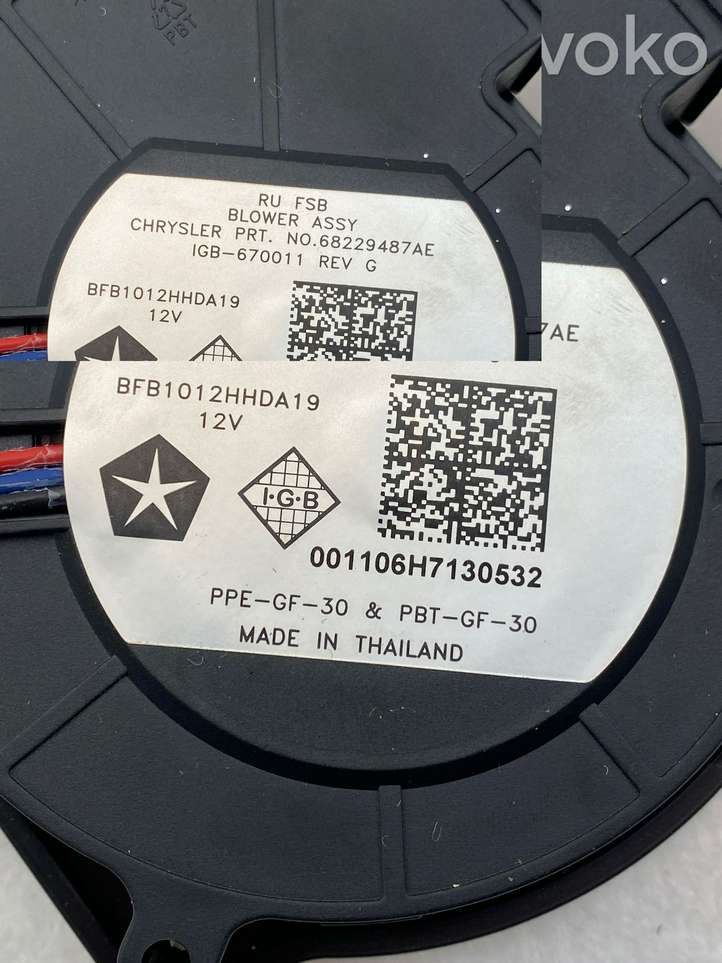 PBT
voko
RU FSB
BLOWER ASSY
CHRYSLER PRT. NO.68229487AE
IGB-670011 REV G
BFB1012HHDA19
12V
7AE
BFB1012HHDA19
12V
I·G·B
001106H7130532
PPE-GF-30 & PBT-GF-30
MADE IN THAILAND